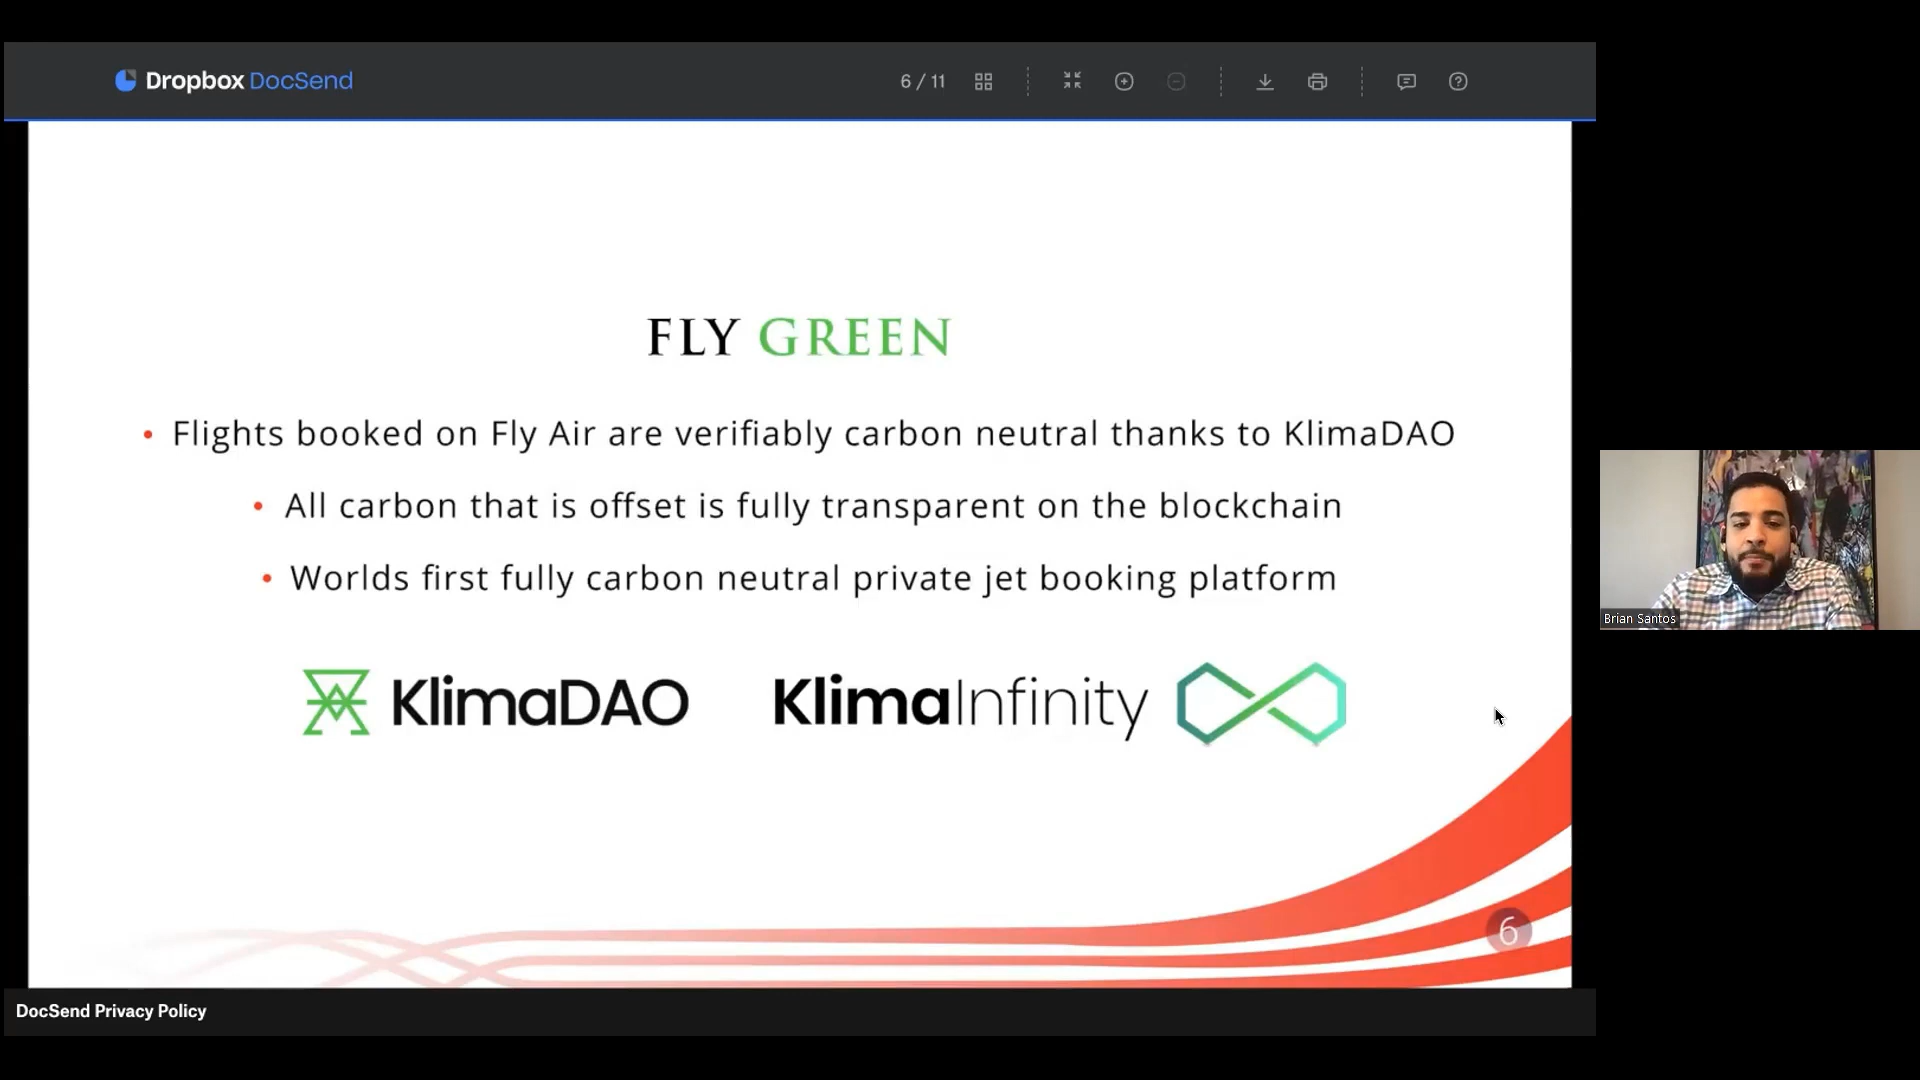 Dropbox DocSend
6 / 11
FLY GREEN
• Flights booked on Fly Air are verifiably carbon neutral thanks to KlimaDAO
• All carbon that is offset is fully transparent on the blockchain
• Worlds first fully carbon neutral private jet booking platform
KlimaDAO
KlimaInfinity
Brian Santos
6
DocSend Privacy Policy